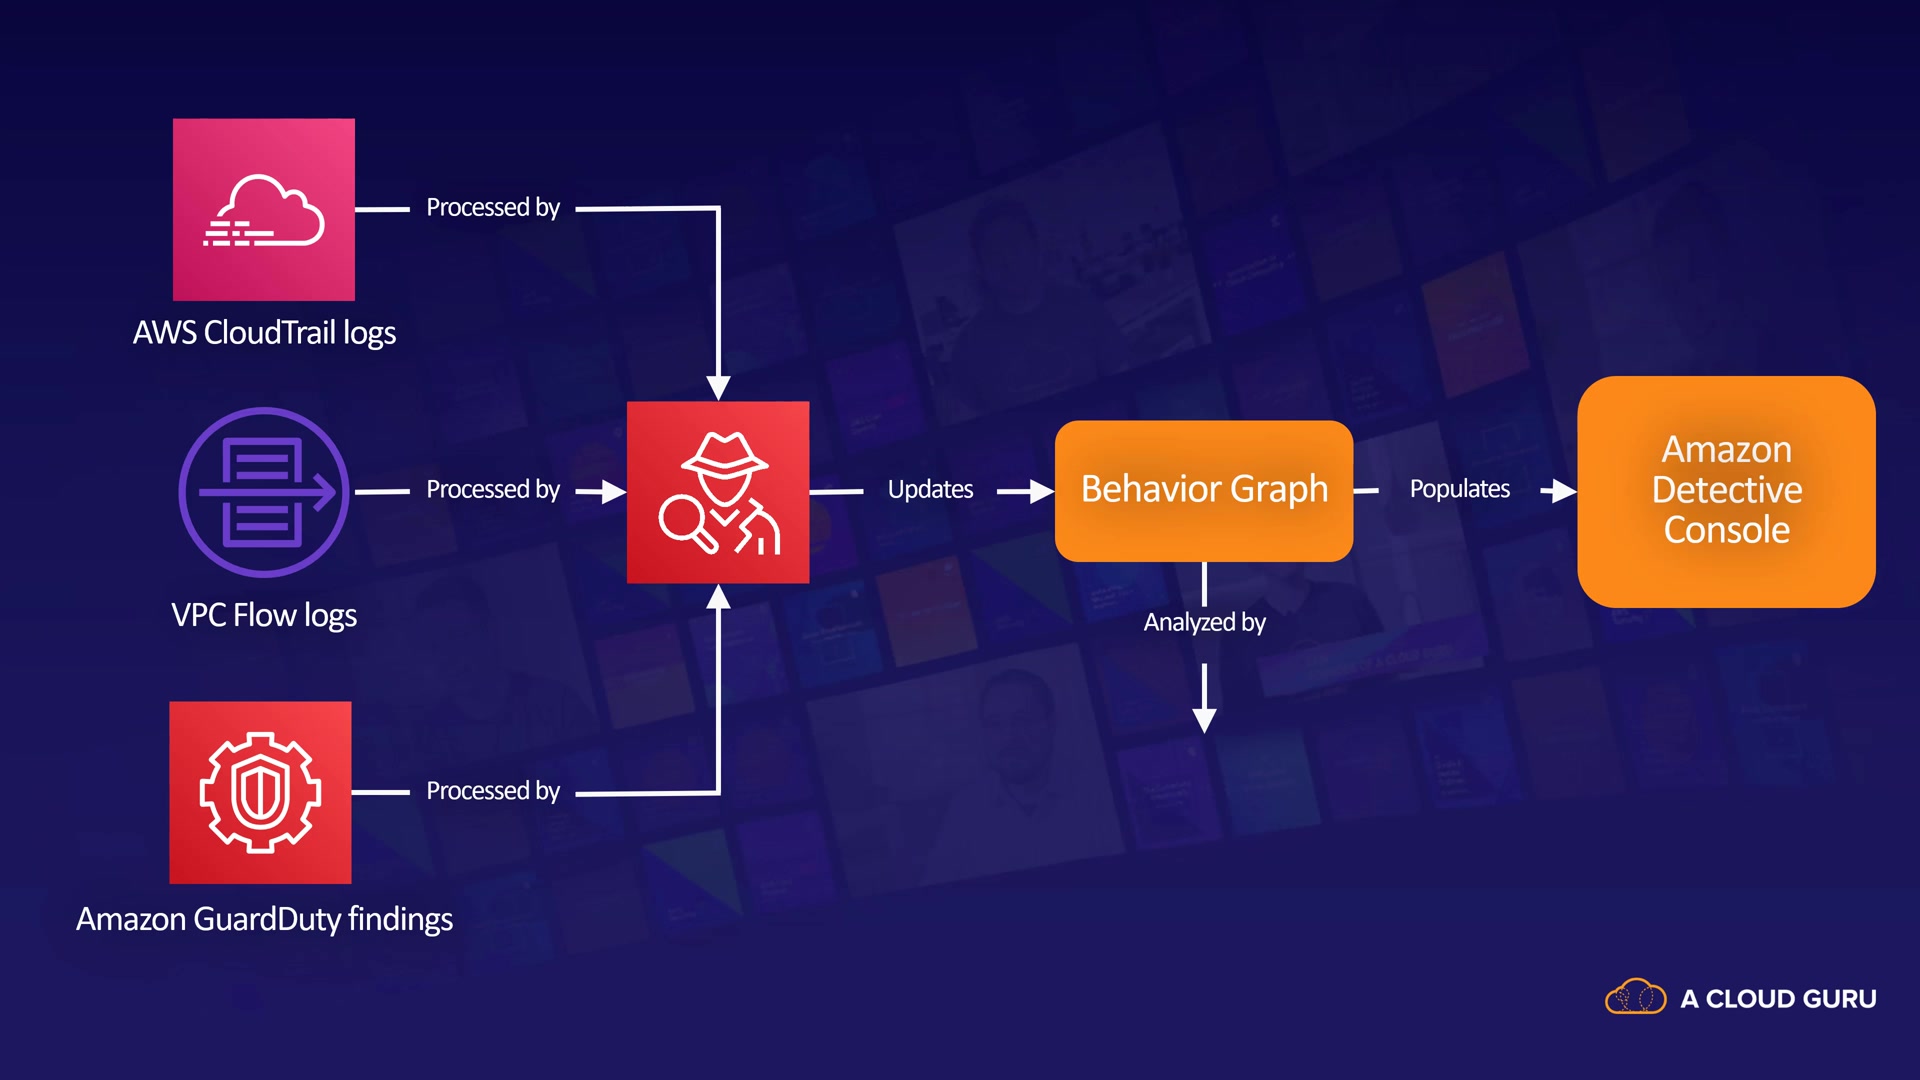 AWS CloudTrail logs
Processed by
VPC Flow logs
Processed by
Amazon GuardDuty findings
Processed by
Updates
Behavior Graph
Analyzed by
Populates
Amazon
Detective
Console
A CLOUD GURU